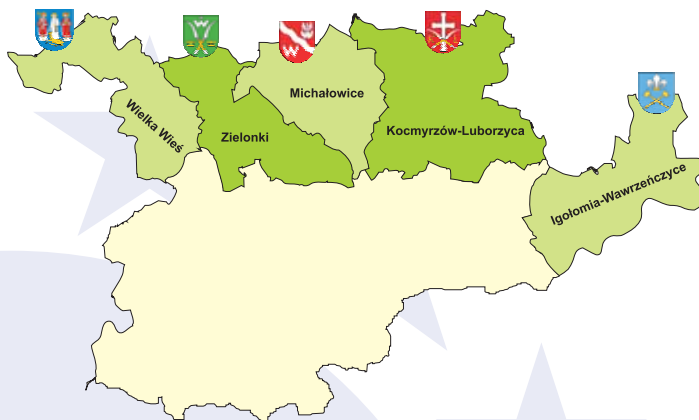 Wielka Wieś
Zielonki
Michałowice
Kocmyrzów-Luborzyca
Igołomia-Wawrzeńczyce